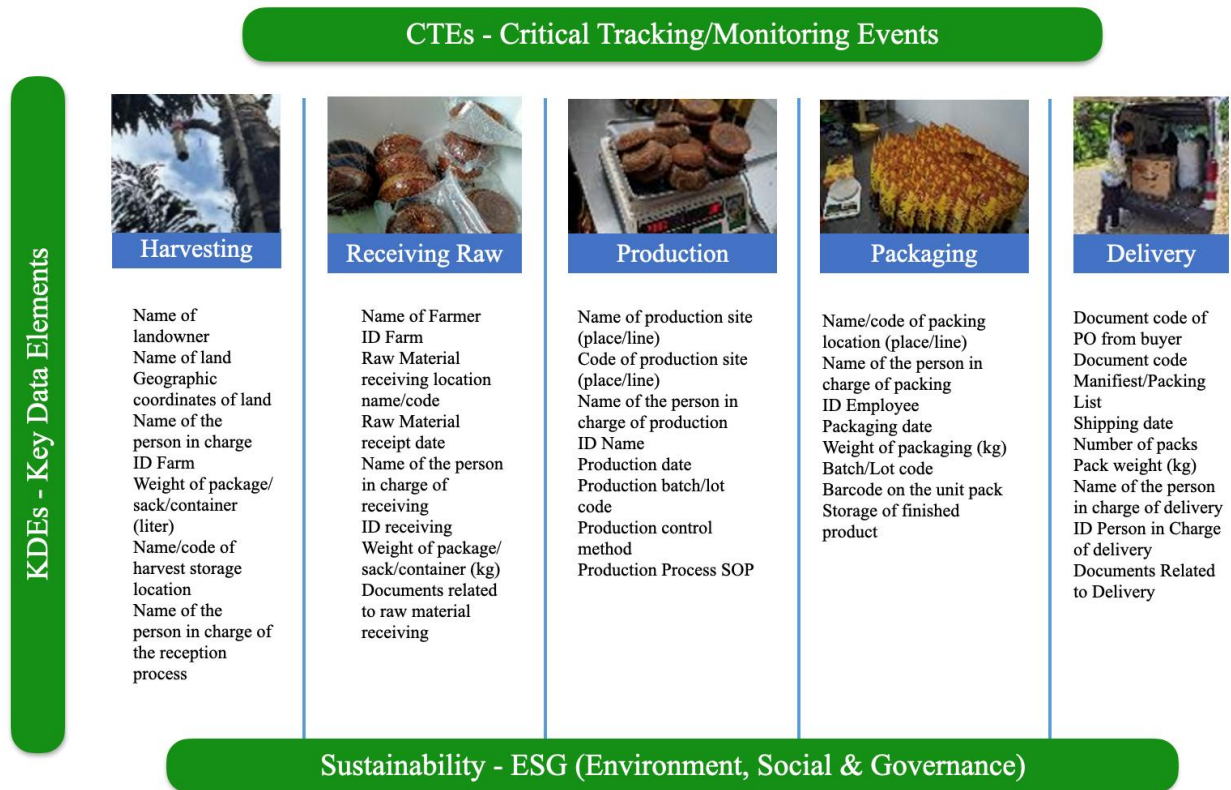 CTEs - Critical Tracking/Monitoring Events
KDEs - Key Data Elements
Harvesting
Name of
landowner
Name of land
Geographic
coordinates of land
Name of the
person in charge
ID Farm
Weight of package/
sack/container
(liter)
Name/code of
harvest storage
location
Name of the
person in charge of
the reception
process
Receiving Raw
Name of Farmer
ID Farm
Raw Material
receiving location
name/code
Raw Material
receipt date
Name of the person
in charge of
receiving
ID receiving
Weight of package/
sack/container (kg)
Documents related
to raw material
receiving
Production
Name of production site
(place/line)
Code of production site
(place/line)
Name of the person in
charge of production
ID Name
Production date
Production batch/lot
code
Production control
method
Production Process SOP
Packaging
Name/code of packing
location (place/line)
Name of the person in
charge of packing
ID Employee
Packaging date
Weight of packaging (kg)
Batch/Lot code
Barcode on the unit pack
Storage of finished
product
Delivery
Document code of
PO from buyer
Document code
Manifiest/Packing
List
Shipping date
Number of packs
Pack weight (kg)
Name of the person
in charge of delivery
ID Person in Charge
of delivery
Documents Related
to Delivery
Sustainability - ESG (Environment, Social & Governance)